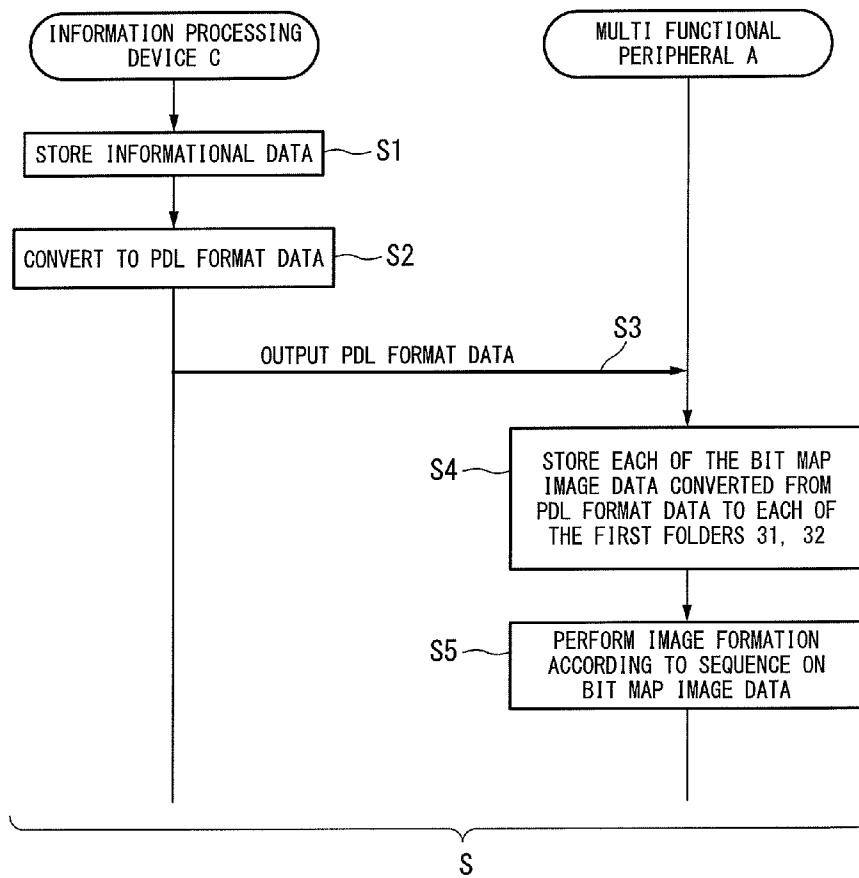 INFORMATION PROCESSING
DEVICE C
MULTI FUNCTIONAL
PERIPHERAL A
STORE INFORMATIONAL DATA
S1
CONVERT TO PDL FORMAT DATA
S2
OUTPUT PDL FORMAT DATA
S3
S4
STORE EACH OF THE BIT MAP
IMAGE DATA CONVERTED FROM
PDL FORMAT DATA TO EACH OF
THE FIRST FOLDERS 31, 32
S5
PERFORM IMAGE FORMATION
ACCORDING TO SEQUENCE ON
BIT MAP IMAGE DATA
S